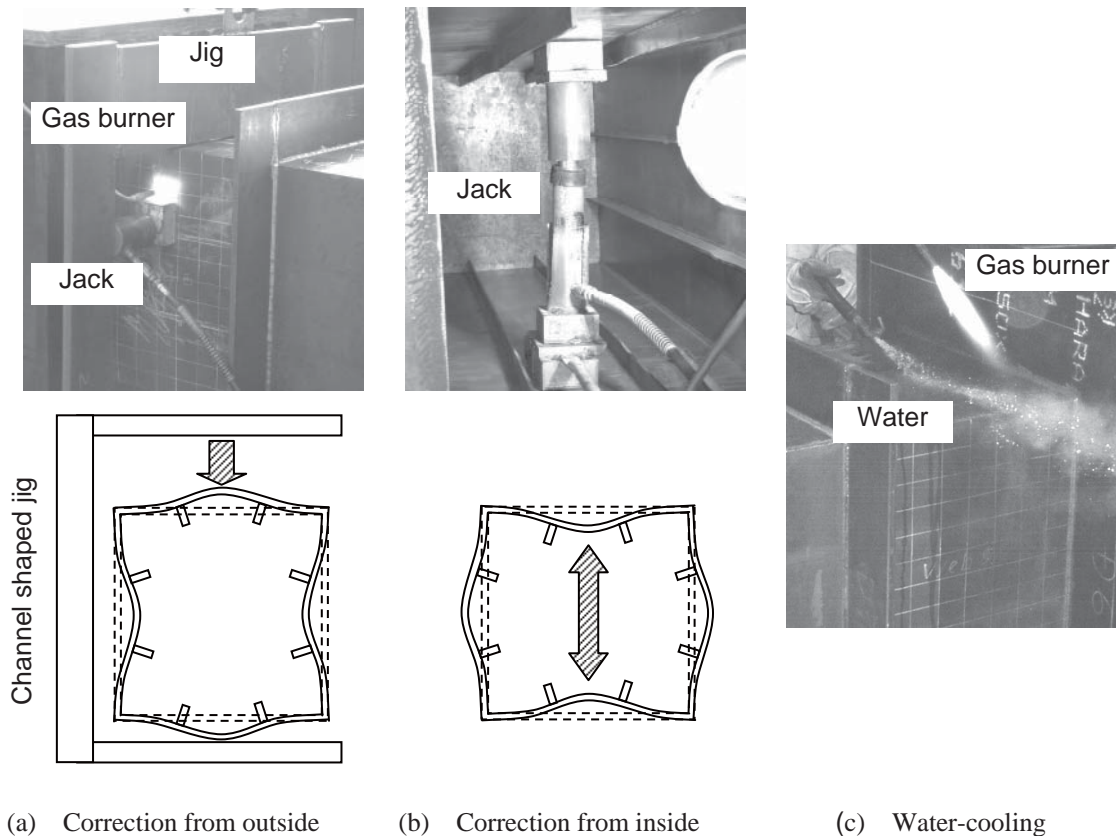 Jig
Gas burner
Jack
Jack
Gas burner
HARA
Water
Channel shaped jig
(a) Correction from outside
(b) Correction from inside
(c) Water-cooling